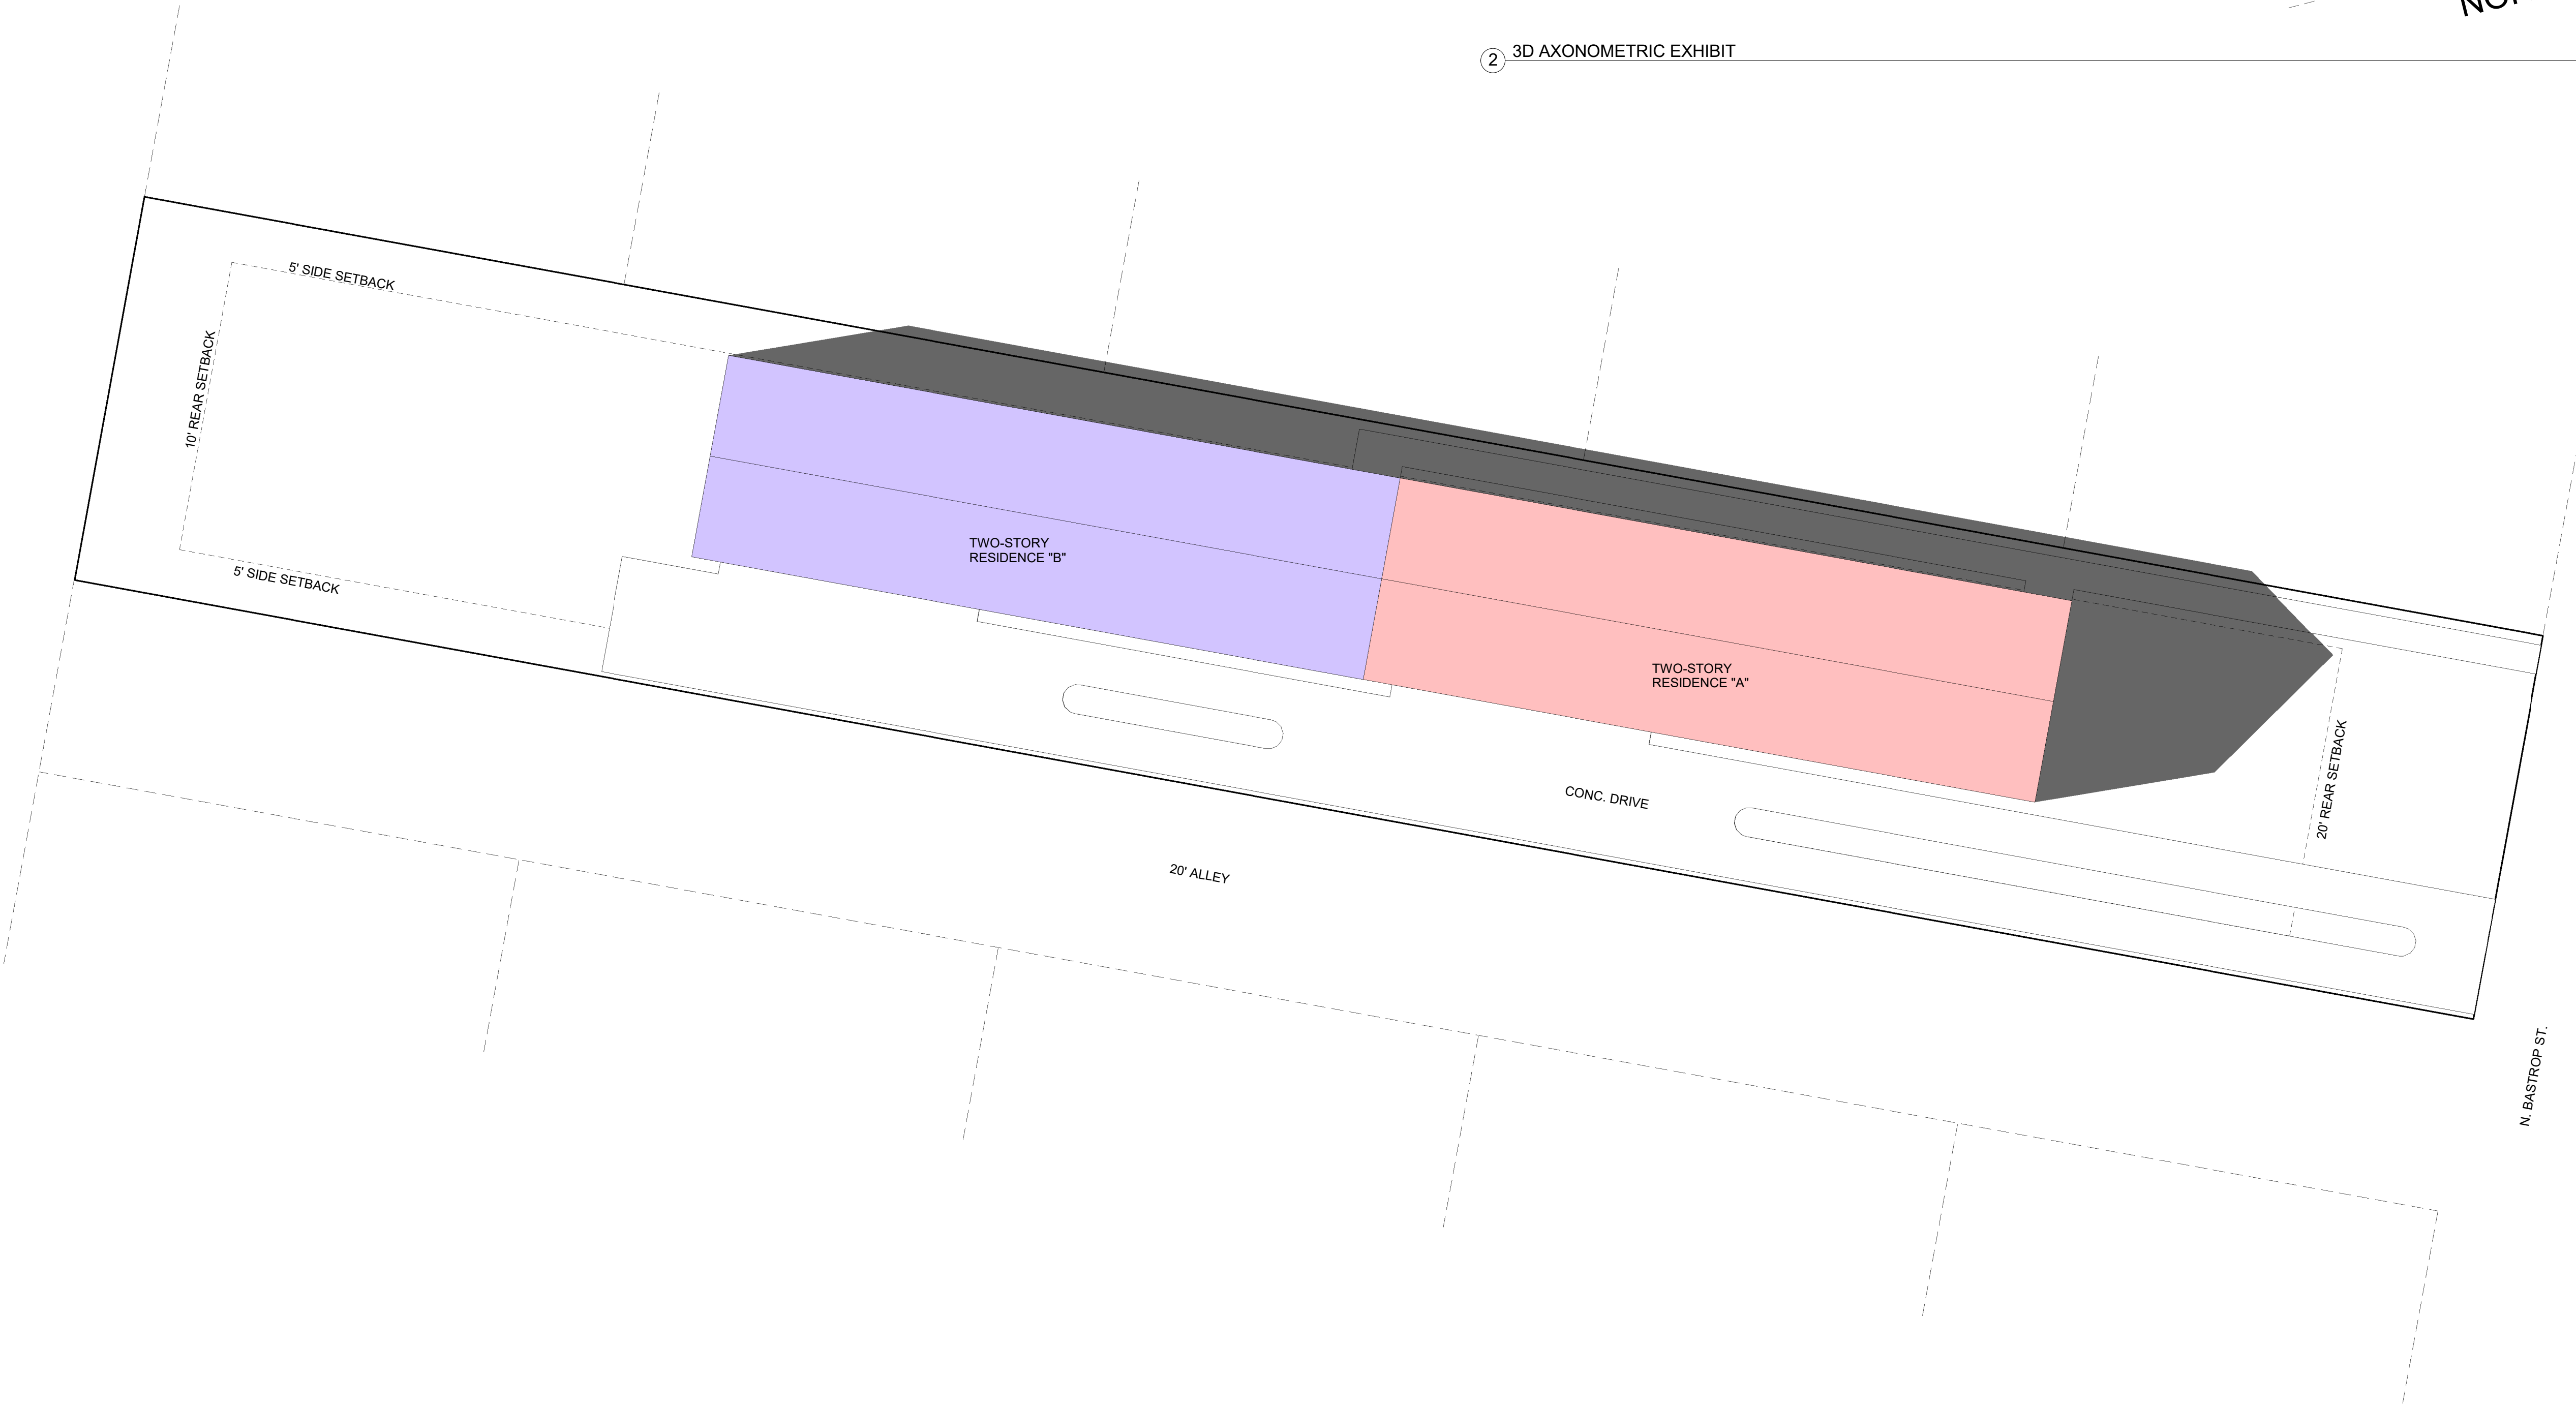 2
3D AXONOMETRIC EXHIBIT
5' SIDE SETBACK
10' REAR SETBACK
TWO-STORY
RESIDENCE "B"
5' SIDE SETBACK
TWO-STORY
RESIDENCE "A"
20' REAR SETBACK
CONC. DRIVE
20' ALLEY
N. BASTROP ST.